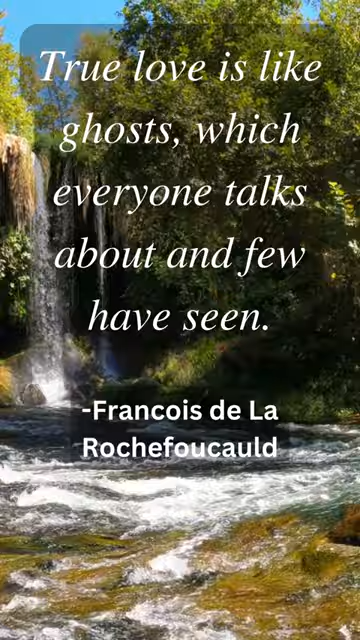 True love is like
ghosts, which
everyone talks
about and few
have seen.
-Francois de La
Rochefoucauld